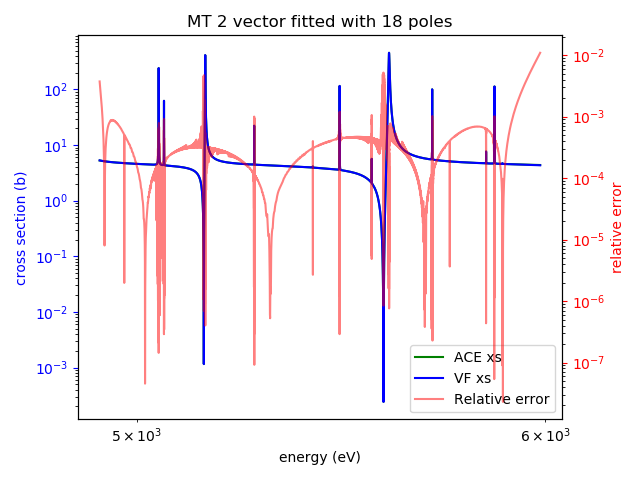 MT 2 vector fitted with 18 poles
10²
10¹
10⁰
10⁻¹
10⁻²
10⁻³
cross section (b)
10⁻²
10⁻³
10⁻⁴
10⁻⁵
10⁻⁶
10⁻⁷
relative error
ACE xs
VF xs
Relative error
5 × 10³
6 × 10³
energy (eV)